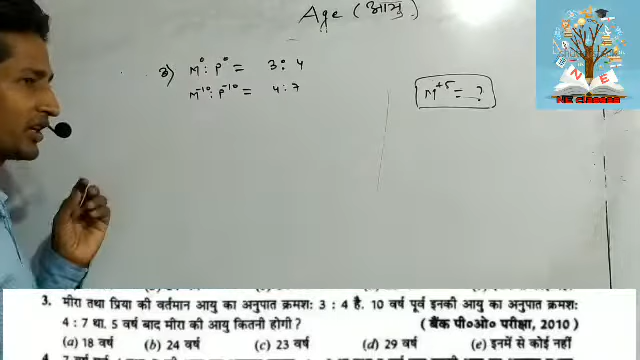 Age (आयु)
3) M⁰ : P⁰ = 3 : 4
M⁻¹⁰ : P⁻¹⁰ = 4 : 7
M⁺⁵ = ?
3. मीरा तथा प्रिया की वर्तमान आयु का अनुपात क्रमशः 3 : 4 है. 10 वर्ष पूर्व इनकी आयु का अनुपात क्रमशः
4 : 7 था. 5 वर्ष बाद मीरा की आयु कितनी होगी ? (बैंक पी०ओ० परीक्षा, 2010)
(a) 18 वर्ष (b) 24 वर्ष (c) 23 वर्ष (d) 29 वर्ष (e) इनमें से कोई नहीं